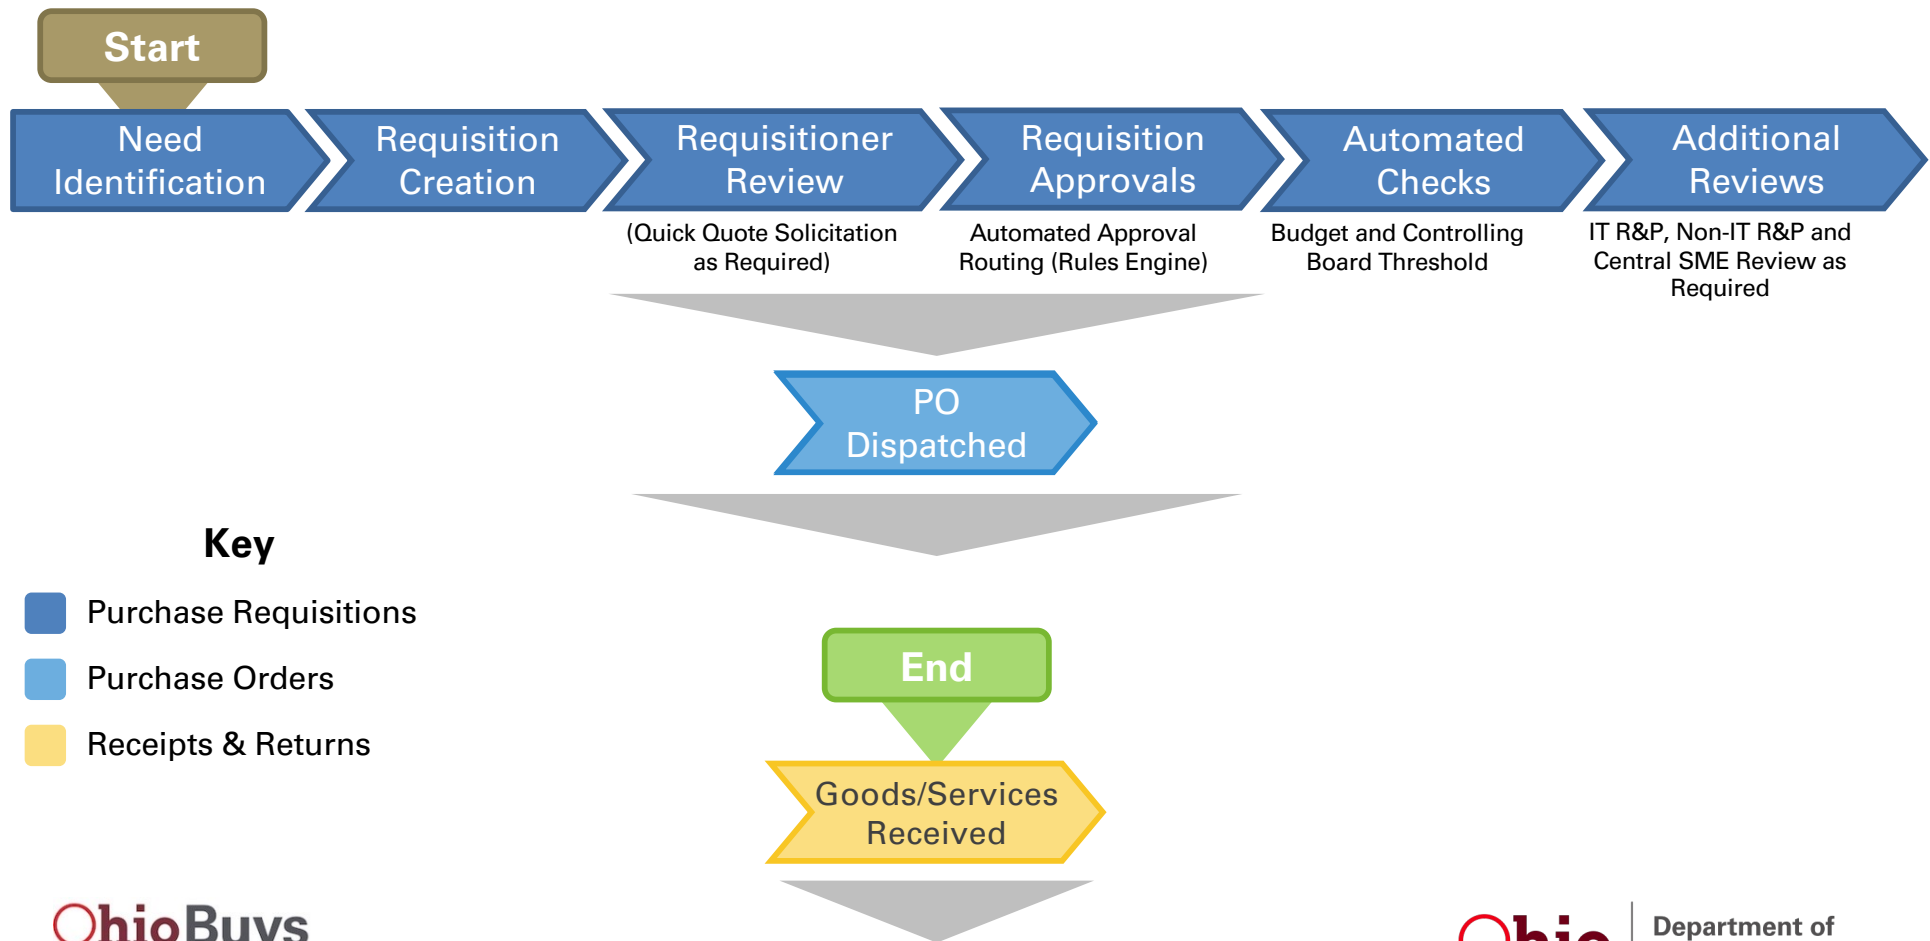 Start
Need
Identification
Requisition
Creation
Requisitioner
Review
Requisition
Approvals
Automated
Checks
Additional
Reviews
(Quick Quote Solicitation
as Required)
Automated Approval
Routing (Rules Engine)
Budget and Controlling
Board Threshold
IT R&P, Non-IT R&P and
Central SME Review as
Required
PO
Dispatched
Key
Purchase Requisitions
Purchase Orders
Receipts & Returns
End
Goods/Services
Received
OhioBuys
Ohio
Department of